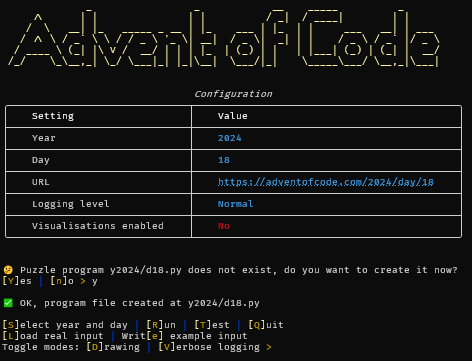 Advent of Code
Configuration
Setting Value
Year 2024
Day 18
URL https://adventofcode.com/2024/day/18
Logging level Normal
Visualisations enabled No
Puzzle program y2024/d18.py does not exist, do you want to create it now?
[Y]es | [n]o > y
OK, program file created at y2024/d18.py
[S]elect year and day | [R]un | [T]est | [Q]uit
[L]oad real input | Writ[e] example input
Toggle modes: [D]rawing | [V]erbose logging >